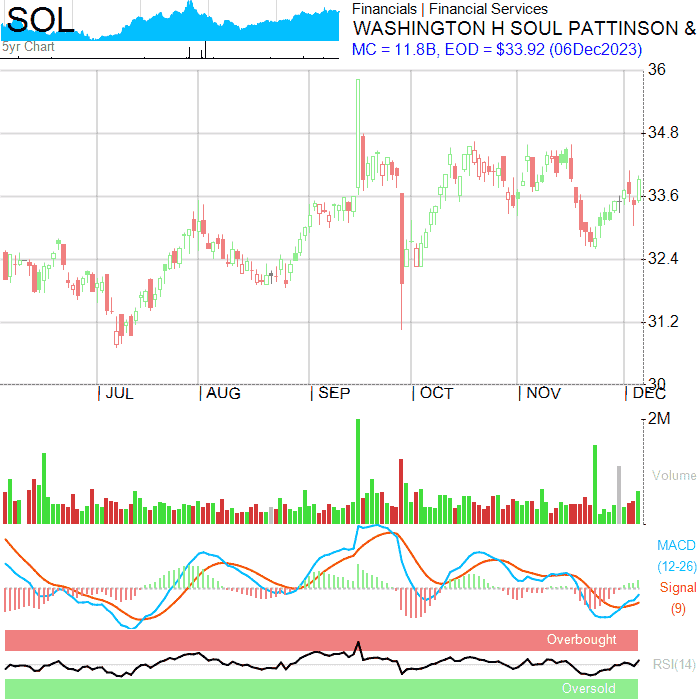 SOL
5yr Chart
Financials | Financial Services
WASHINGTON H SOUL PATTINSON &
MC = 11.8B, EOD = $33.92 (06Dec2023)
36
34.8
33.6
32.4
31.2
30
| JUL | AUG | SEP | OCT | NOV | DEC
2M
Volume
MACD
(12-26)
Signal
(9)
Overbought
RSI(14)
Oversold